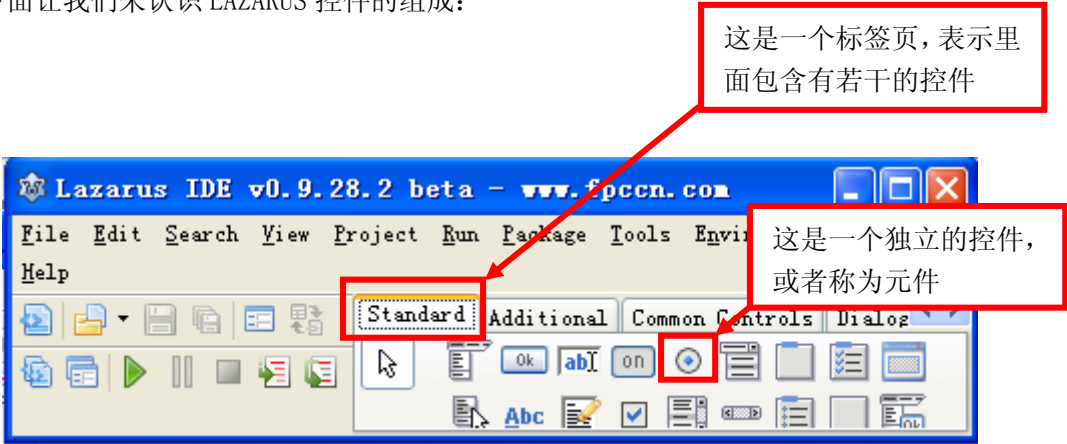 面让我们来认识 LAZARUS 控件的组成：
这是一个标签页，表示里
面包含有若干的控件
Lazarus IDE v0.9.28.2 beta - www.fpccn.com
File Edit Search View Project Run Package Tools Envi
这是一个独立的控件，
或者称为元件
Help
Standard Additional Common Controls Dialog
Ok abI on
Abc